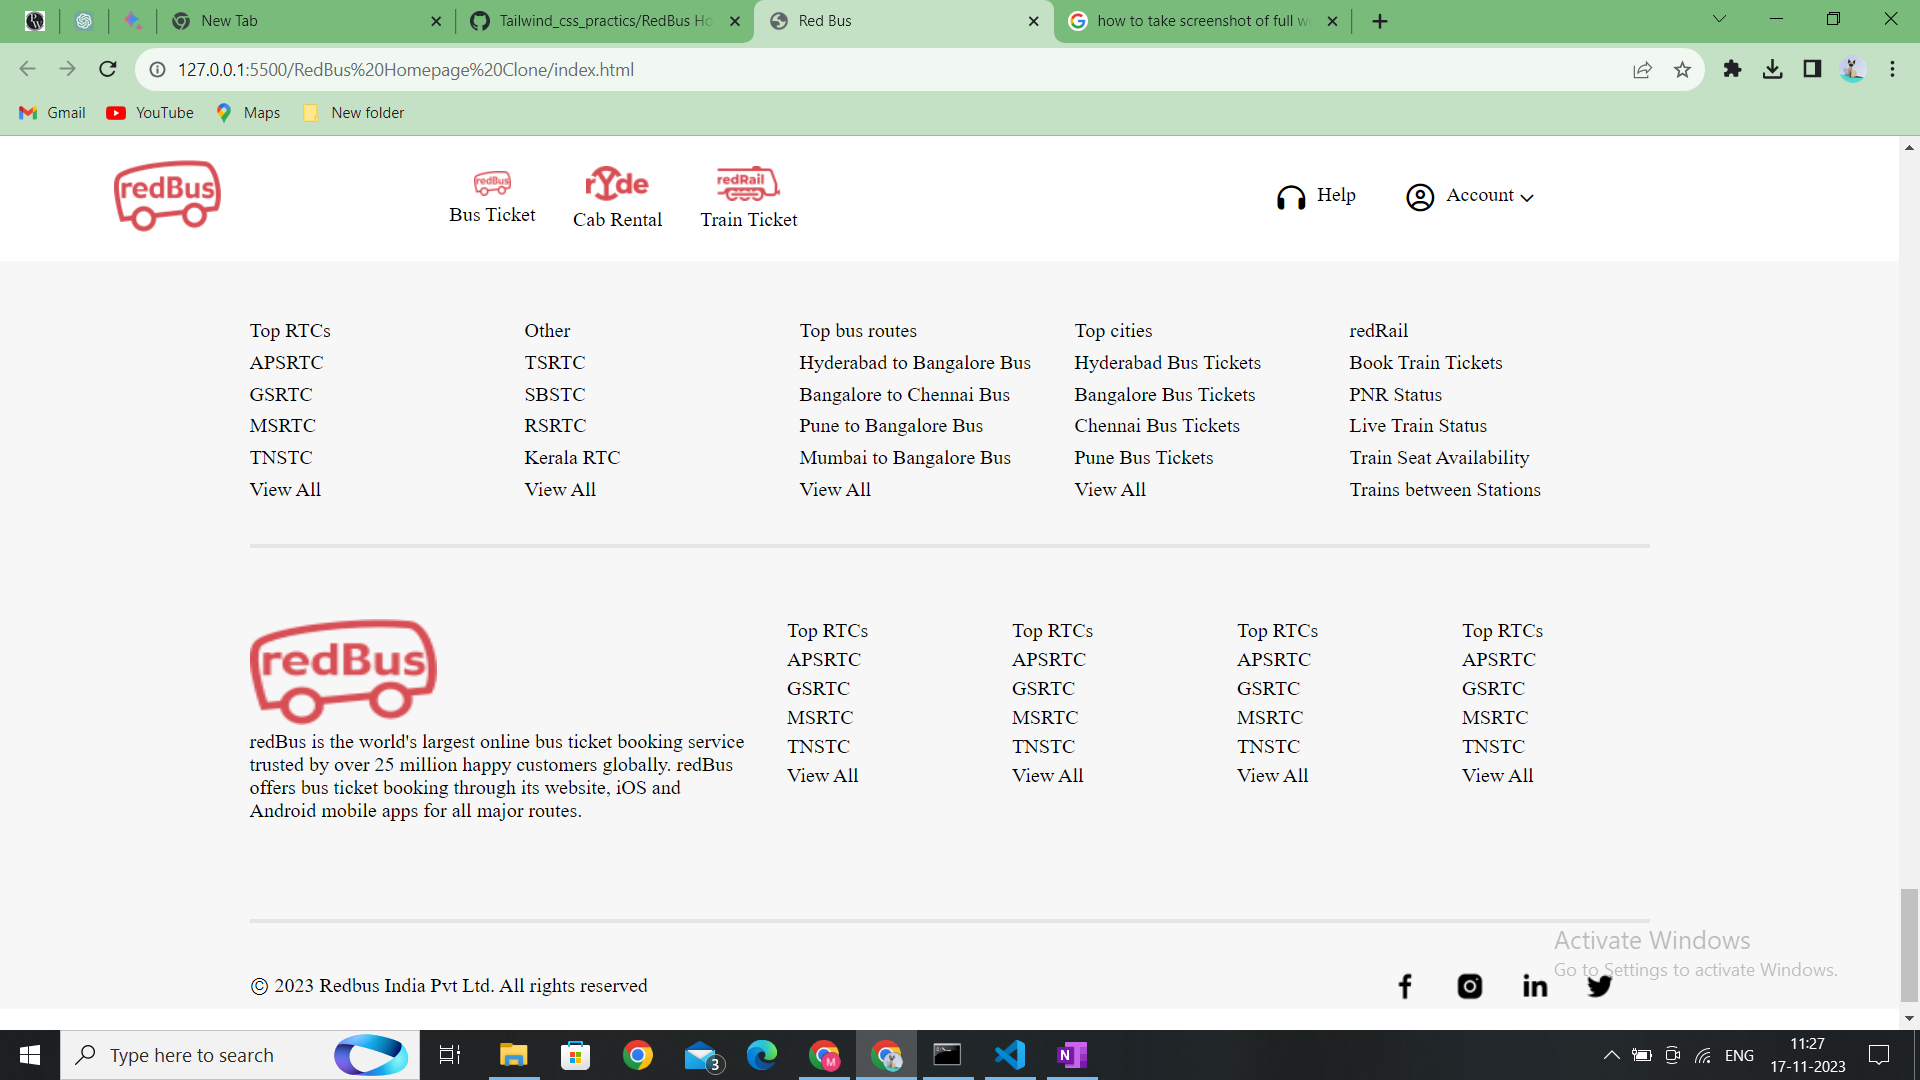 New Tab
Tailwind_css_practics/RedBus Ho
Red Bus
how to take screenshot of full we
127.0.0.1:5500/RedBus%20Homepage%20Clone/index.html
Gmail
YouTube
Maps
New folder
redBus
redBus
Bus Ticket
rYde
Cab Rental
redRail
Train Ticket
Help
Account
Top RTCs
APSRTC
GSRTC
MSRTC
TNSTC
View All
Other
TSRTC
SBSTC
RSRTC
Kerala RTC
View All
Top bus routes
Hyderabad to Bangalore Bus
Bangalore to Chennai Bus
Pune to Bangalore Bus
Mumbai to Bangalore Bus
View All
Top cities
Hyderabad Bus Tickets
Bangalore Bus Tickets
Chennai Bus Tickets
Pune Bus Tickets
View All
redRail
Book Train Tickets
PNR Status
Live Train Status
Train Seat Availability
Trains between Stations
redBus
redBus is the world's largest online bus ticket booking service
trusted by over 25 million happy customers globally. redBus
offers bus ticket booking through its website, iOS and
Android mobile apps for all major routes.
Top RTCs
APSRTC
GSRTC
MSRTC
TNSTC
View All
Top RTCs
APSRTC
GSRTC
MSRTC
TNSTC
View All
Top RTCs
APSRTC
GSRTC
MSRTC
TNSTC
View All
Top RTCs
APSRTC
GSRTC
MSRTC
TNSTC
View All
Activate Windows
Go to Settings to activate Windows.
© 2023 Redbus India Pvt Ltd. All rights reserved
Type here to search
3
M
N
ENG
11:27
17-11-2023